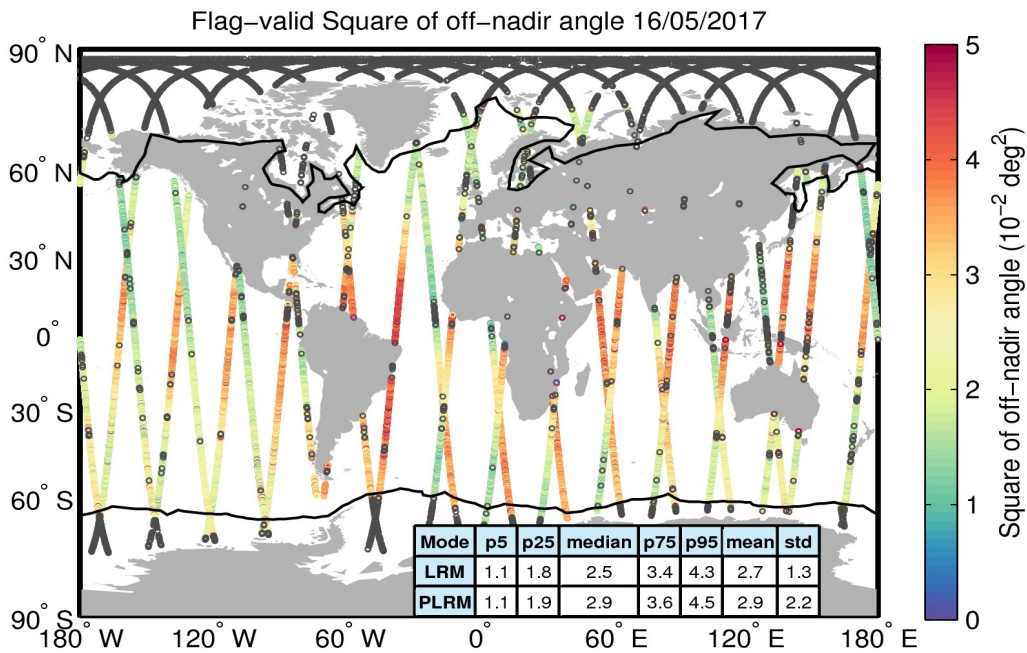 Flag−valid Square of off−nadir angle 16/05/2017
90° N
60° N
30° N
0°
30° S
60° S
90° S
180° W
120° W
60° W
0°
60° E
120° E
180° E
Mode p5 p25 median p75 p95 mean std
LRM 1.1 1.8 2.5 3.4 4.3 2.7 1.3
PLRM 1.1 1.9 2.9 3.6 4.5 2.9 2.2
5
4
3
2
1
0
Square of off−nadir angle (10⁻² deg²)